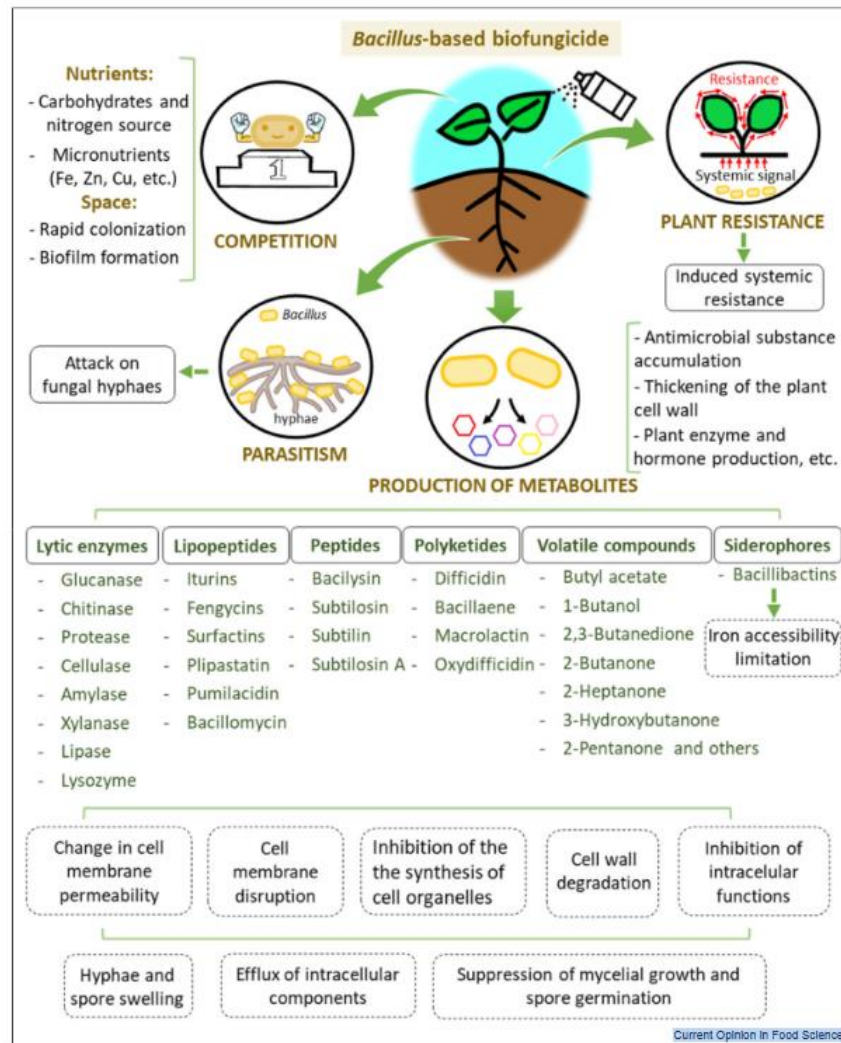 Bacillus-based biofungicide
Nutrients:
- Carbohydrates and
nitrogen source
- Micronutrients
(Fe, Zn, Cu, etc.)
Space:
- Rapid colonization
- Biofilm formation
1
COMPETITION
Resistance
Systemic signal
PLANT RESISTANCE
Induced systemic
resistance
- Antimicrobial substance
accumulation
- Thickening of the plant
cell wall
- Plant enzyme and
hormone production, etc.
Attack on
fungal hyphaes
Bacillus
hyphae
PARASITISM
PRODUCTION OF METABOLITES
Lytic enzymes
- Glucanase
- Chitinase
- Protease
- Cellulase
- Amylase
- Xylanase
- Lipase
- Lysozyme
Lipopeptides
- Iturins
- Fengycins
- Surfactins
- Plipastatin
- Pumilacidin
- Bacillomycin
Peptides
- Bacilysin
- Subtilosin
- Subtilin
- Subtilosin A
Polyketides
- Difficidin
- Bacillaene
- Macrolactin
- Oxydifficidin
Volatile compounds
- Butyl acetate
- 1-Butanol
- 2,3-Butanedione
- 2-Butanone
- 2-Heptanone
- 3-Hydroxybutanone
- 2-Pentanone and others
Siderophores
- Bacillibactins
Iron accessibility
limitation
Change in cell
membrane
permeability
Cell
membrane
disruption
Inhibition of the
the synthesis of
cell organelles
Cell wall
degradation
Inhibition of
intracelular
functions
Hyphae and
spore swelling
Efflux of intracellular
components
Suppression of mycelial growth and
spore germination
Current Opinion in Food Science